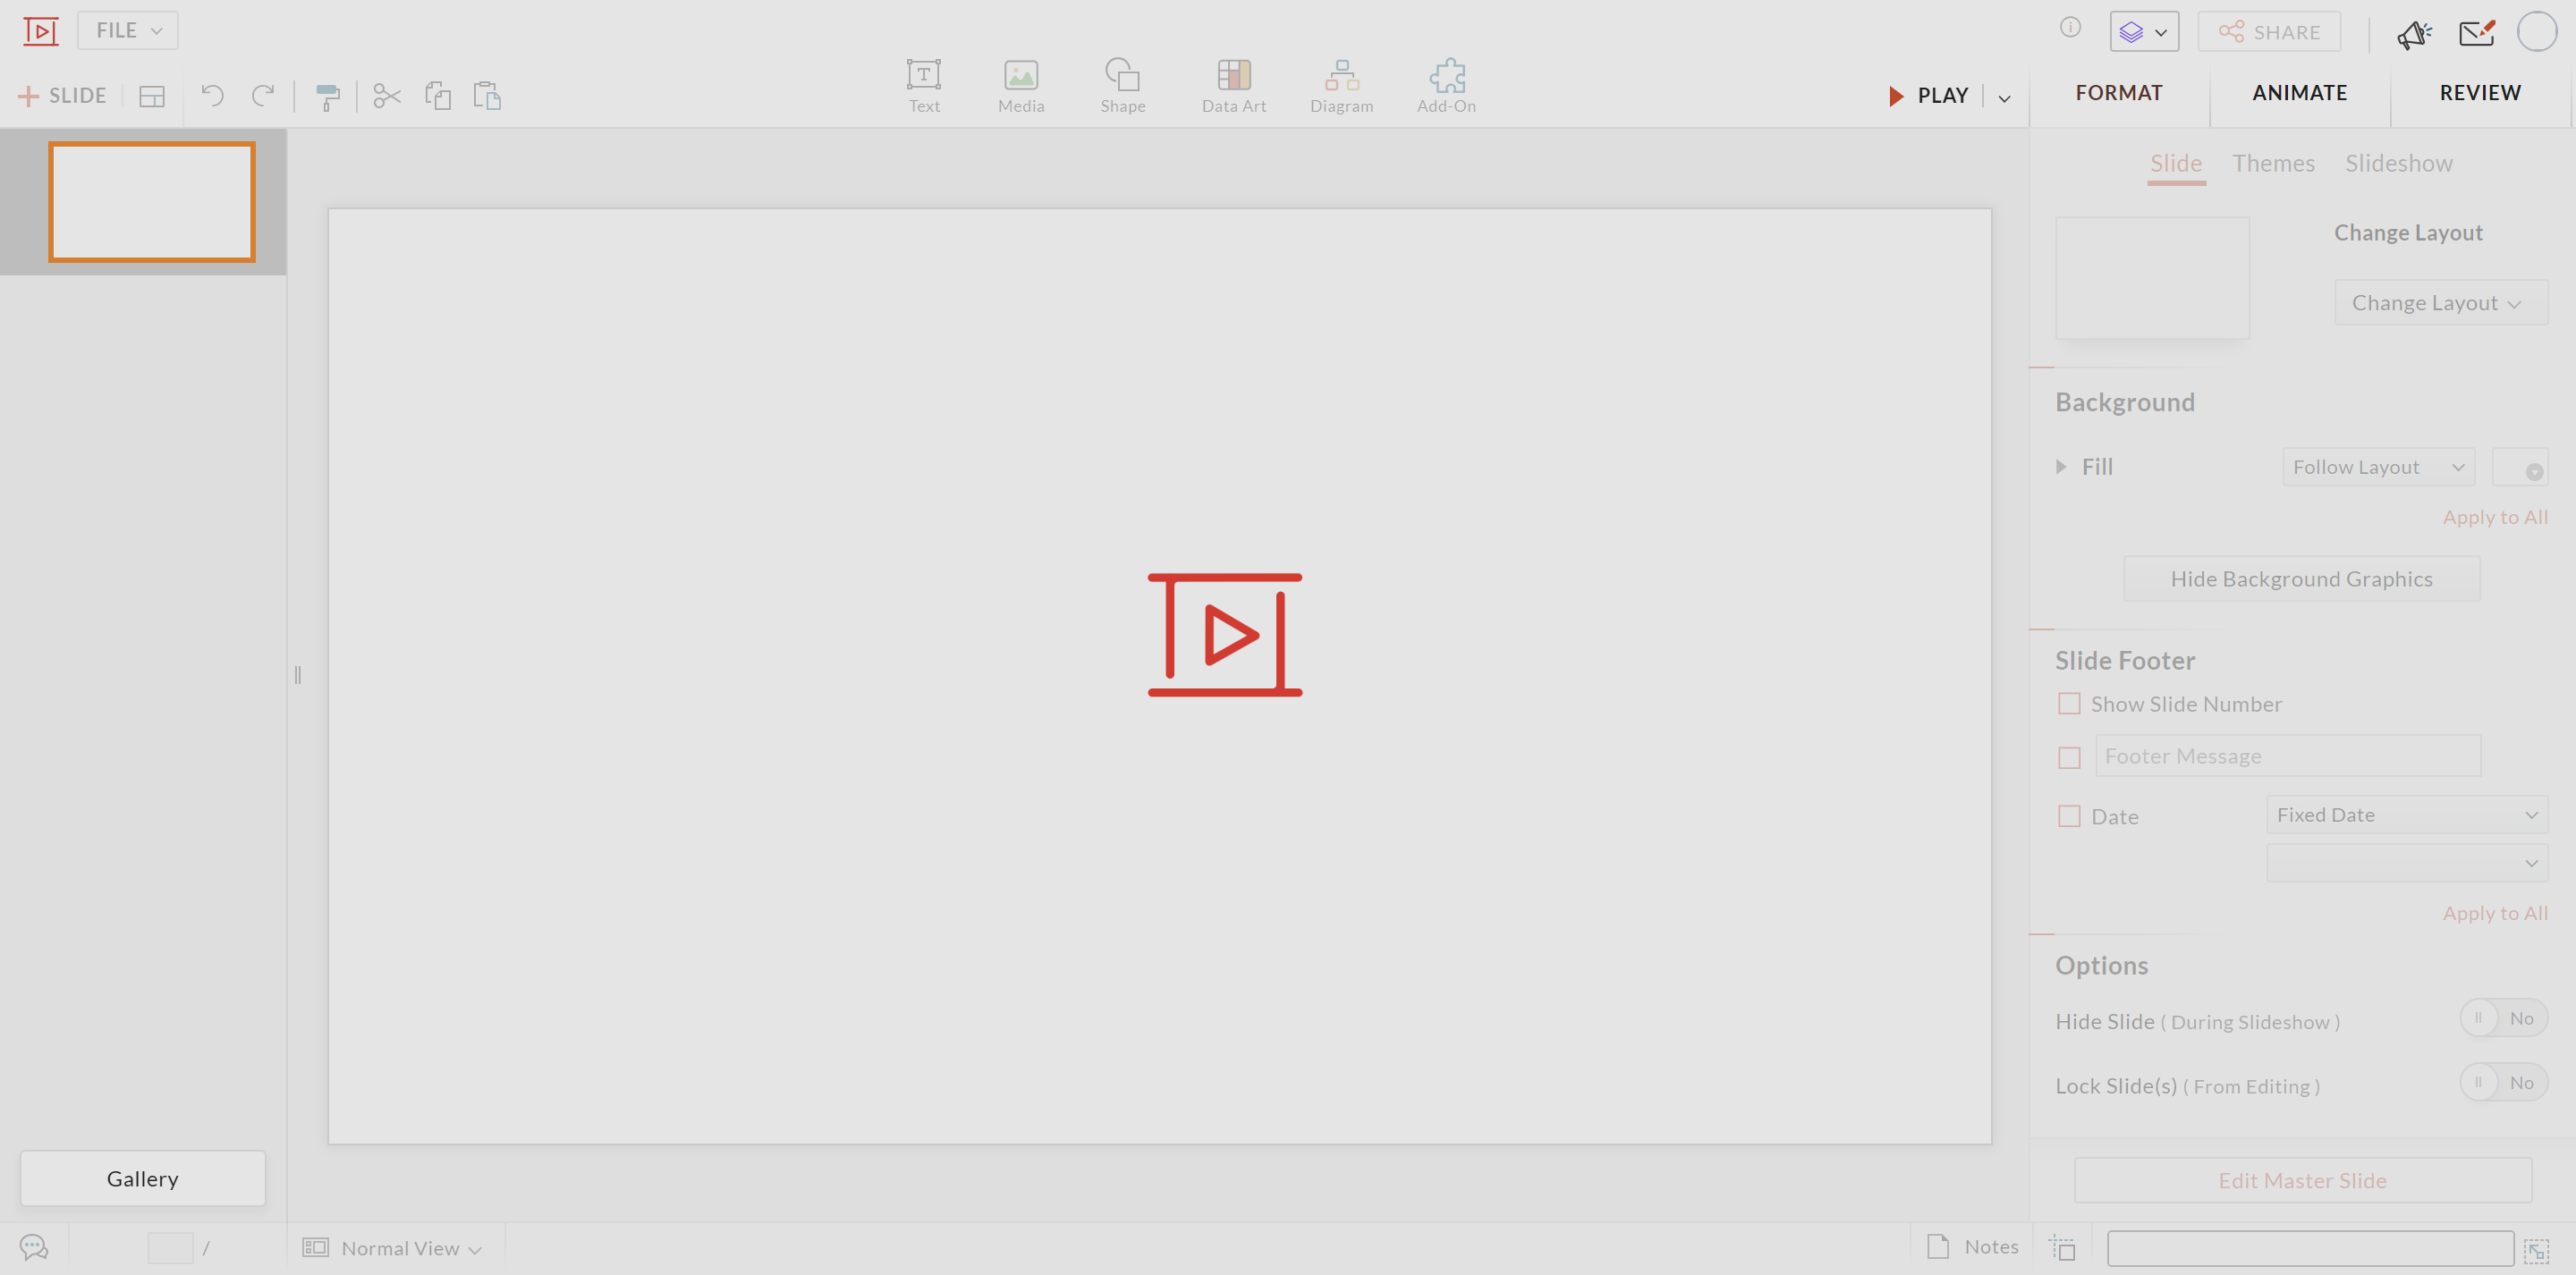 FILE
SHARE
SLIDE
Text
Media
Shape
Data Art
Diagram
Add-On
PLAY
FORMAT
ANIMATE
REVIEW
Slide
Themes
Slideshow
Change Layout
Change Layout
Background
Fill
Follow Layout
Apply to All
Hide Background Graphics
Slide Footer
Show Slide Number
Footer Message
Date
Fixed Date
Apply to All
Options
Hide Slide ( During Slideshow )
No
Lock Slide(s) ( From Editing )
No
Gallery
Edit Master Slide
/
Normal View
Notes